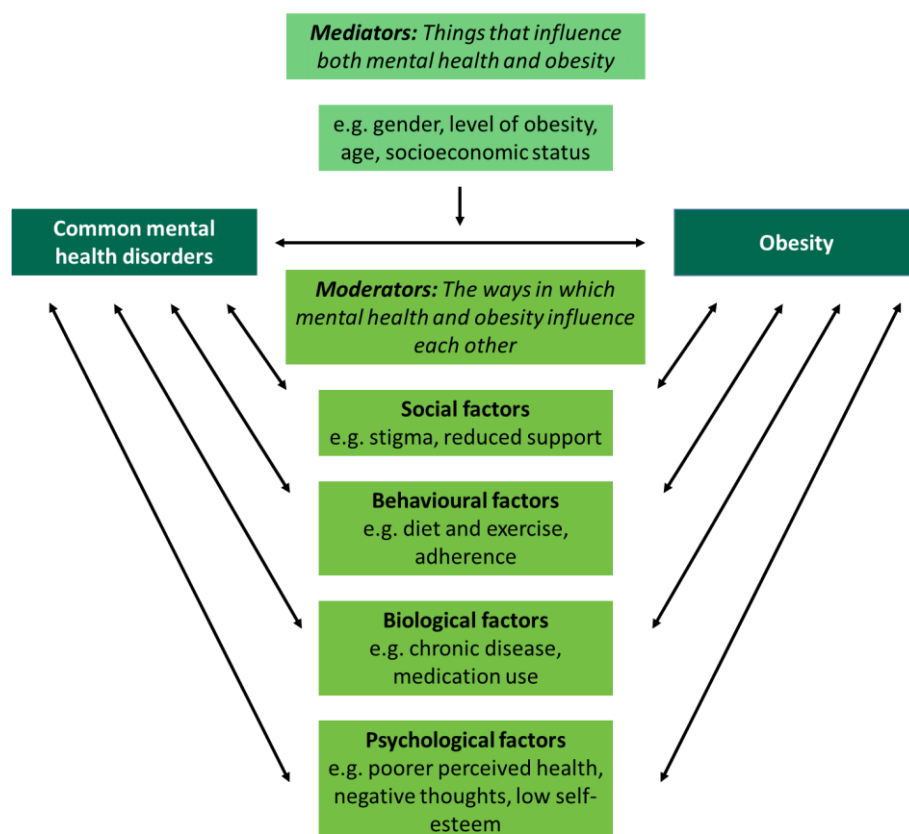 Mediators: Things that influence
both mental health and obesity
e.g. gender, level of obesity,
age, socioeconomic status
Common mental
health disorders
Obesity
Moderators: The ways in which
mental health and obesity influence
each other
Social factors
e.g. stigma, reduced support
Behavioural factors
e.g. diet and exercise,
adherence
Biological factors
e.g. chronic disease,
medication use
Psychological factors
e.g. poorer perceived health,
negative thoughts, low self-
esteem